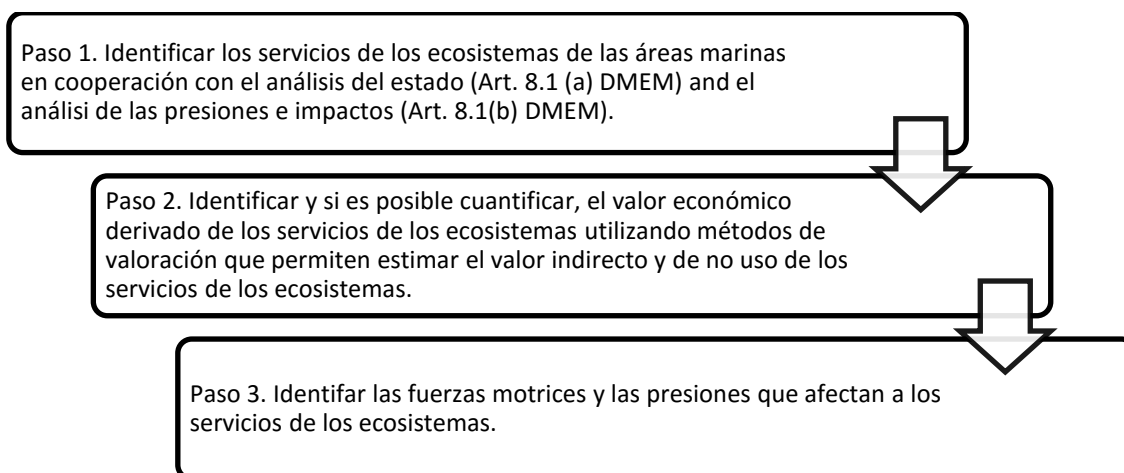 Paso 1. Identificar los servicios de los ecosistemas de las áreas marinas
en cooperación con el análisis del estado (Art. 8.1 (a) DMEM) and el
análisi de las presiones e impactos (Art. 8.1(b) DMEM).
Paso 2. Identificar y si es posible cuantificar, el valor económico
derivado de los servicios de los ecosistemas utilizando métodos de
valoración que permiten estimar el valor indirecto y de no uso de los
servicios de los ecosistemas.
Paso 3. Identifar las fuerzas motrices y las presiones que afectan a los
servicios de los ecosistemas.